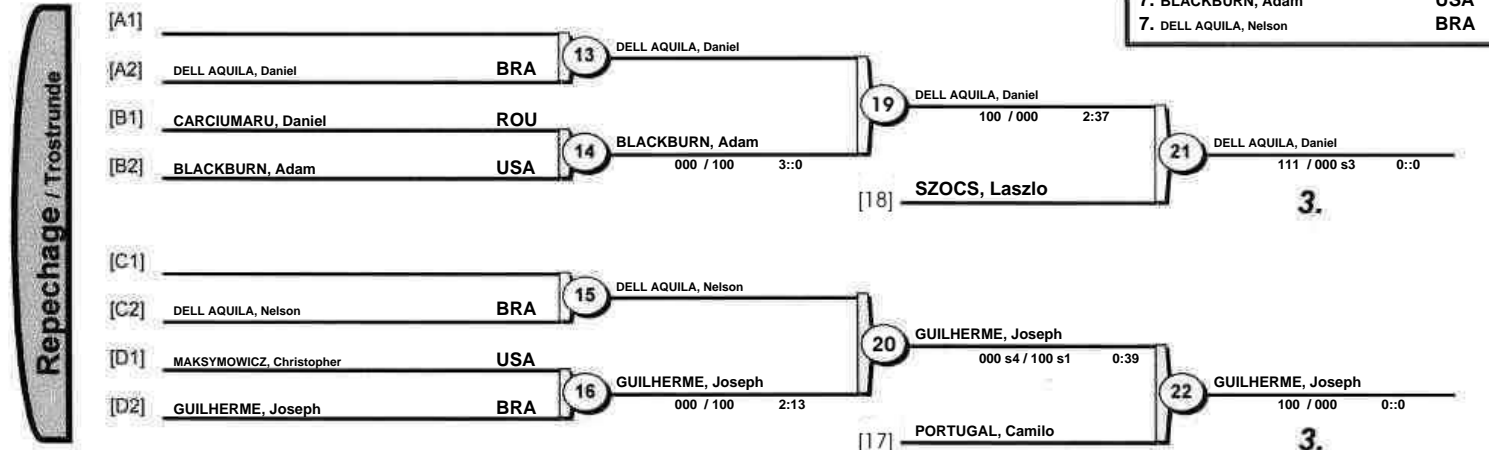 7. BLACKBURN, Adam USA
7. DELL AQUILA, Nelson BRA
Repechage / Trostrunde
[A1]
13 DELL AQUILA, Daniel
[A2] DELL AQUILA, Daniel BRA
19 DELL AQUILA, Daniel
100 / 000 2:37
[B1] CARCIUMARU, Daniel ROU
14 BLACKBURN, Adam
000 / 100 3::0
21 DELL AQUILA, Daniel
111 / 000 s3 0::0
[B2] BLACKBURN, Adam USA
[18] SZOCS, Laszlo
3.
[C1]
15 DELL AQUILA, Nelson
[C2] DELL AQUILA, Nelson BRA
20 GUILHERME, Joseph
000 s4 / 100 s1 0:39
[D1] MAKSYMOWICZ, Christopher USA
16 GUILHERME, Joseph
000 / 100 2:13
22 GUILHERME, Joseph
100 / 000 0::0
[D2] GUILHERME, Joseph BRA
[17] PORTUGAL, Camilo
3.